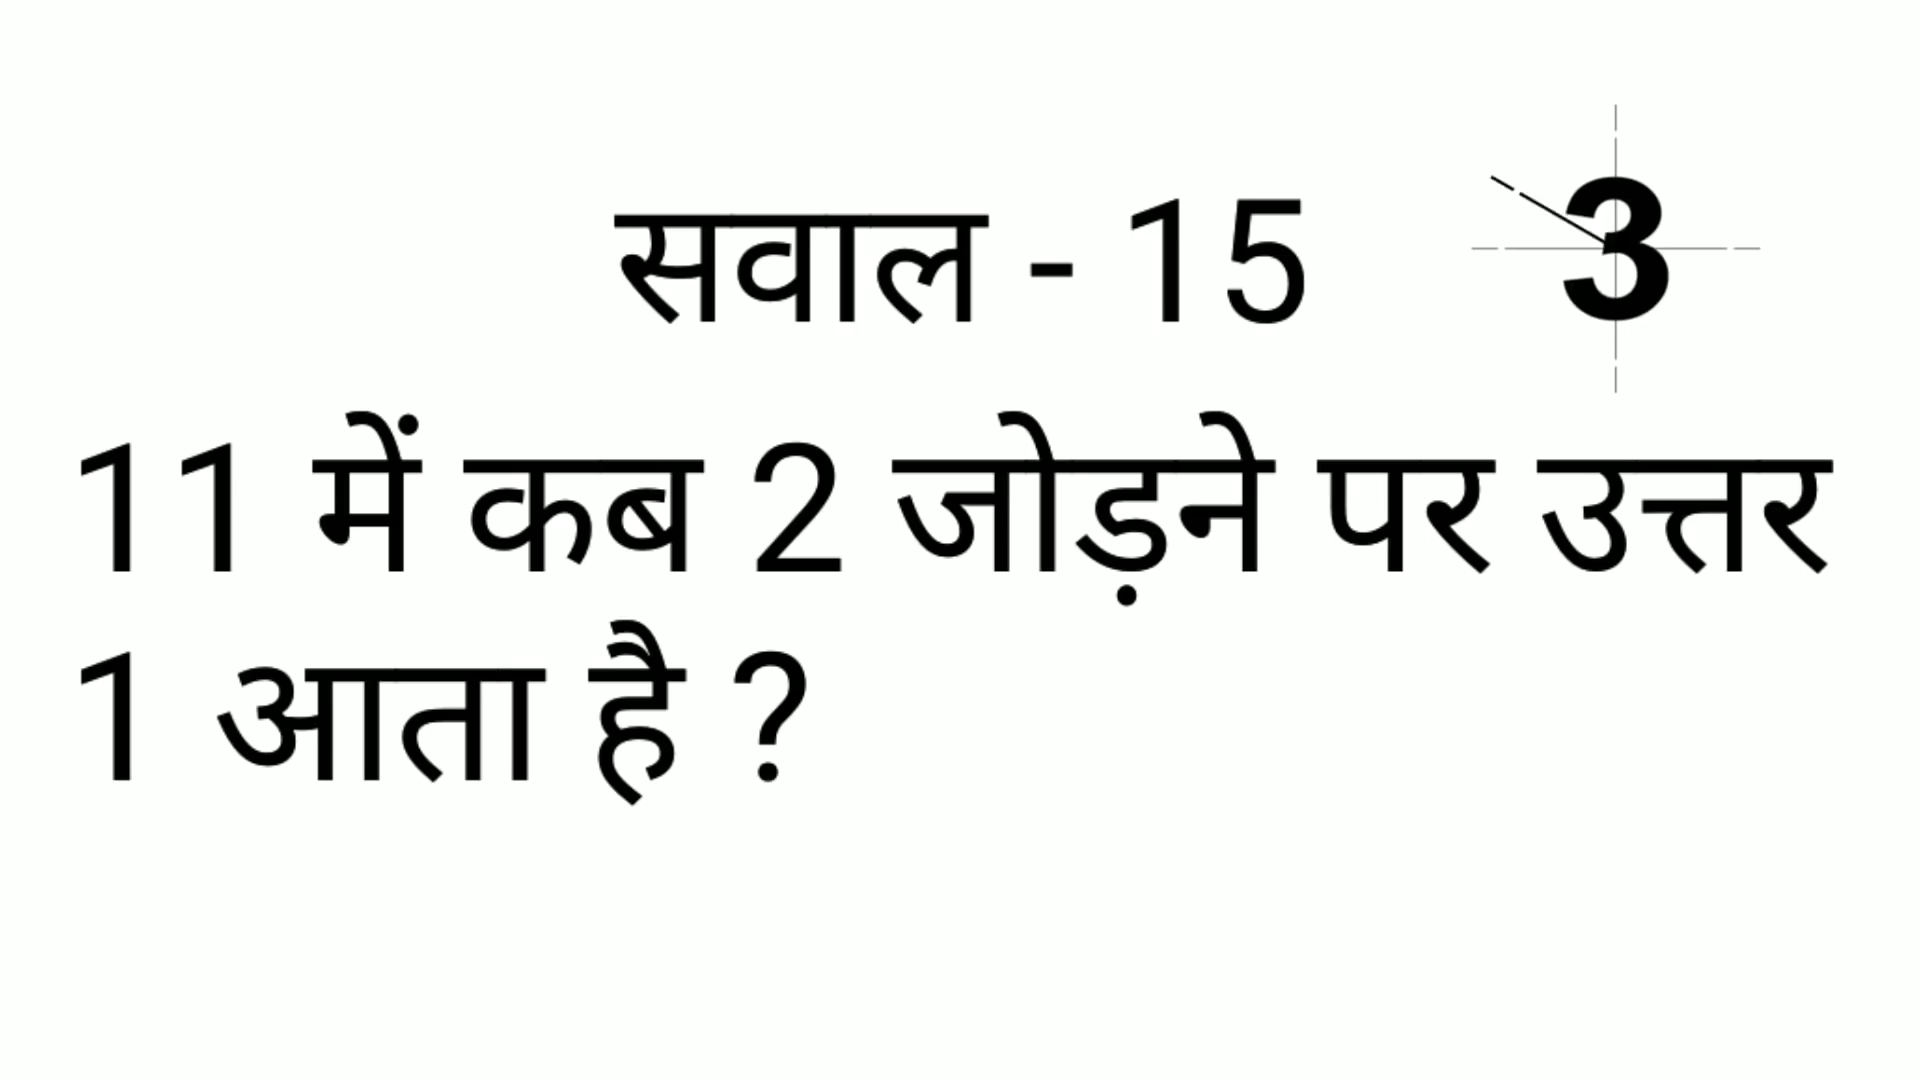 सवाल - 15 3
11 में कब 2 जोड़ने पर उत्तर
1 आता है ?